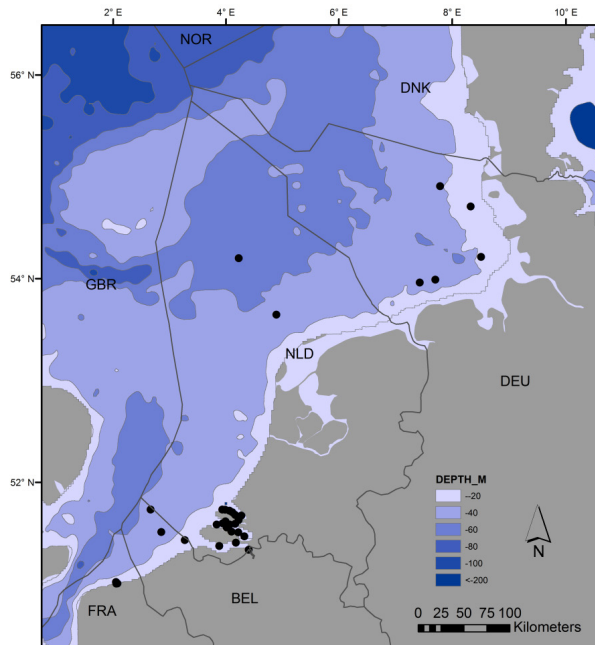 2° E 4° E 6° E 8° E 10° E
NOR
56° N
DNK
54° N
GBR
NLD
DEU
52° N
DEPTH_M
--20
-40
-60
-80
-100
<-200
N
FRA
BEL
0 25 50 75 100
Kilometers